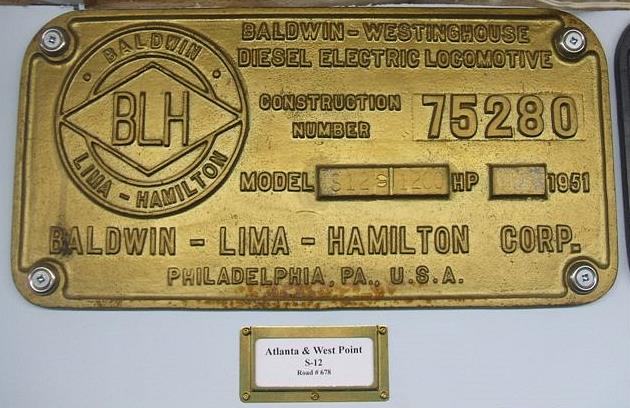 BALDWIN
BLH
LIMA - HAMILTON
BALDWIN - WESTINGHOUSE
DIESEL ELECTRIC LOCOMOTIVE
CONSTRUCTION
NUMBER
75280
MODEL S12 HP 1951
BALDWIN - LIMA - HAMILTON CORP.
PHILADELPHIA, PA., U.S.A.
Atlanta & West Point
S-12
Road # 678